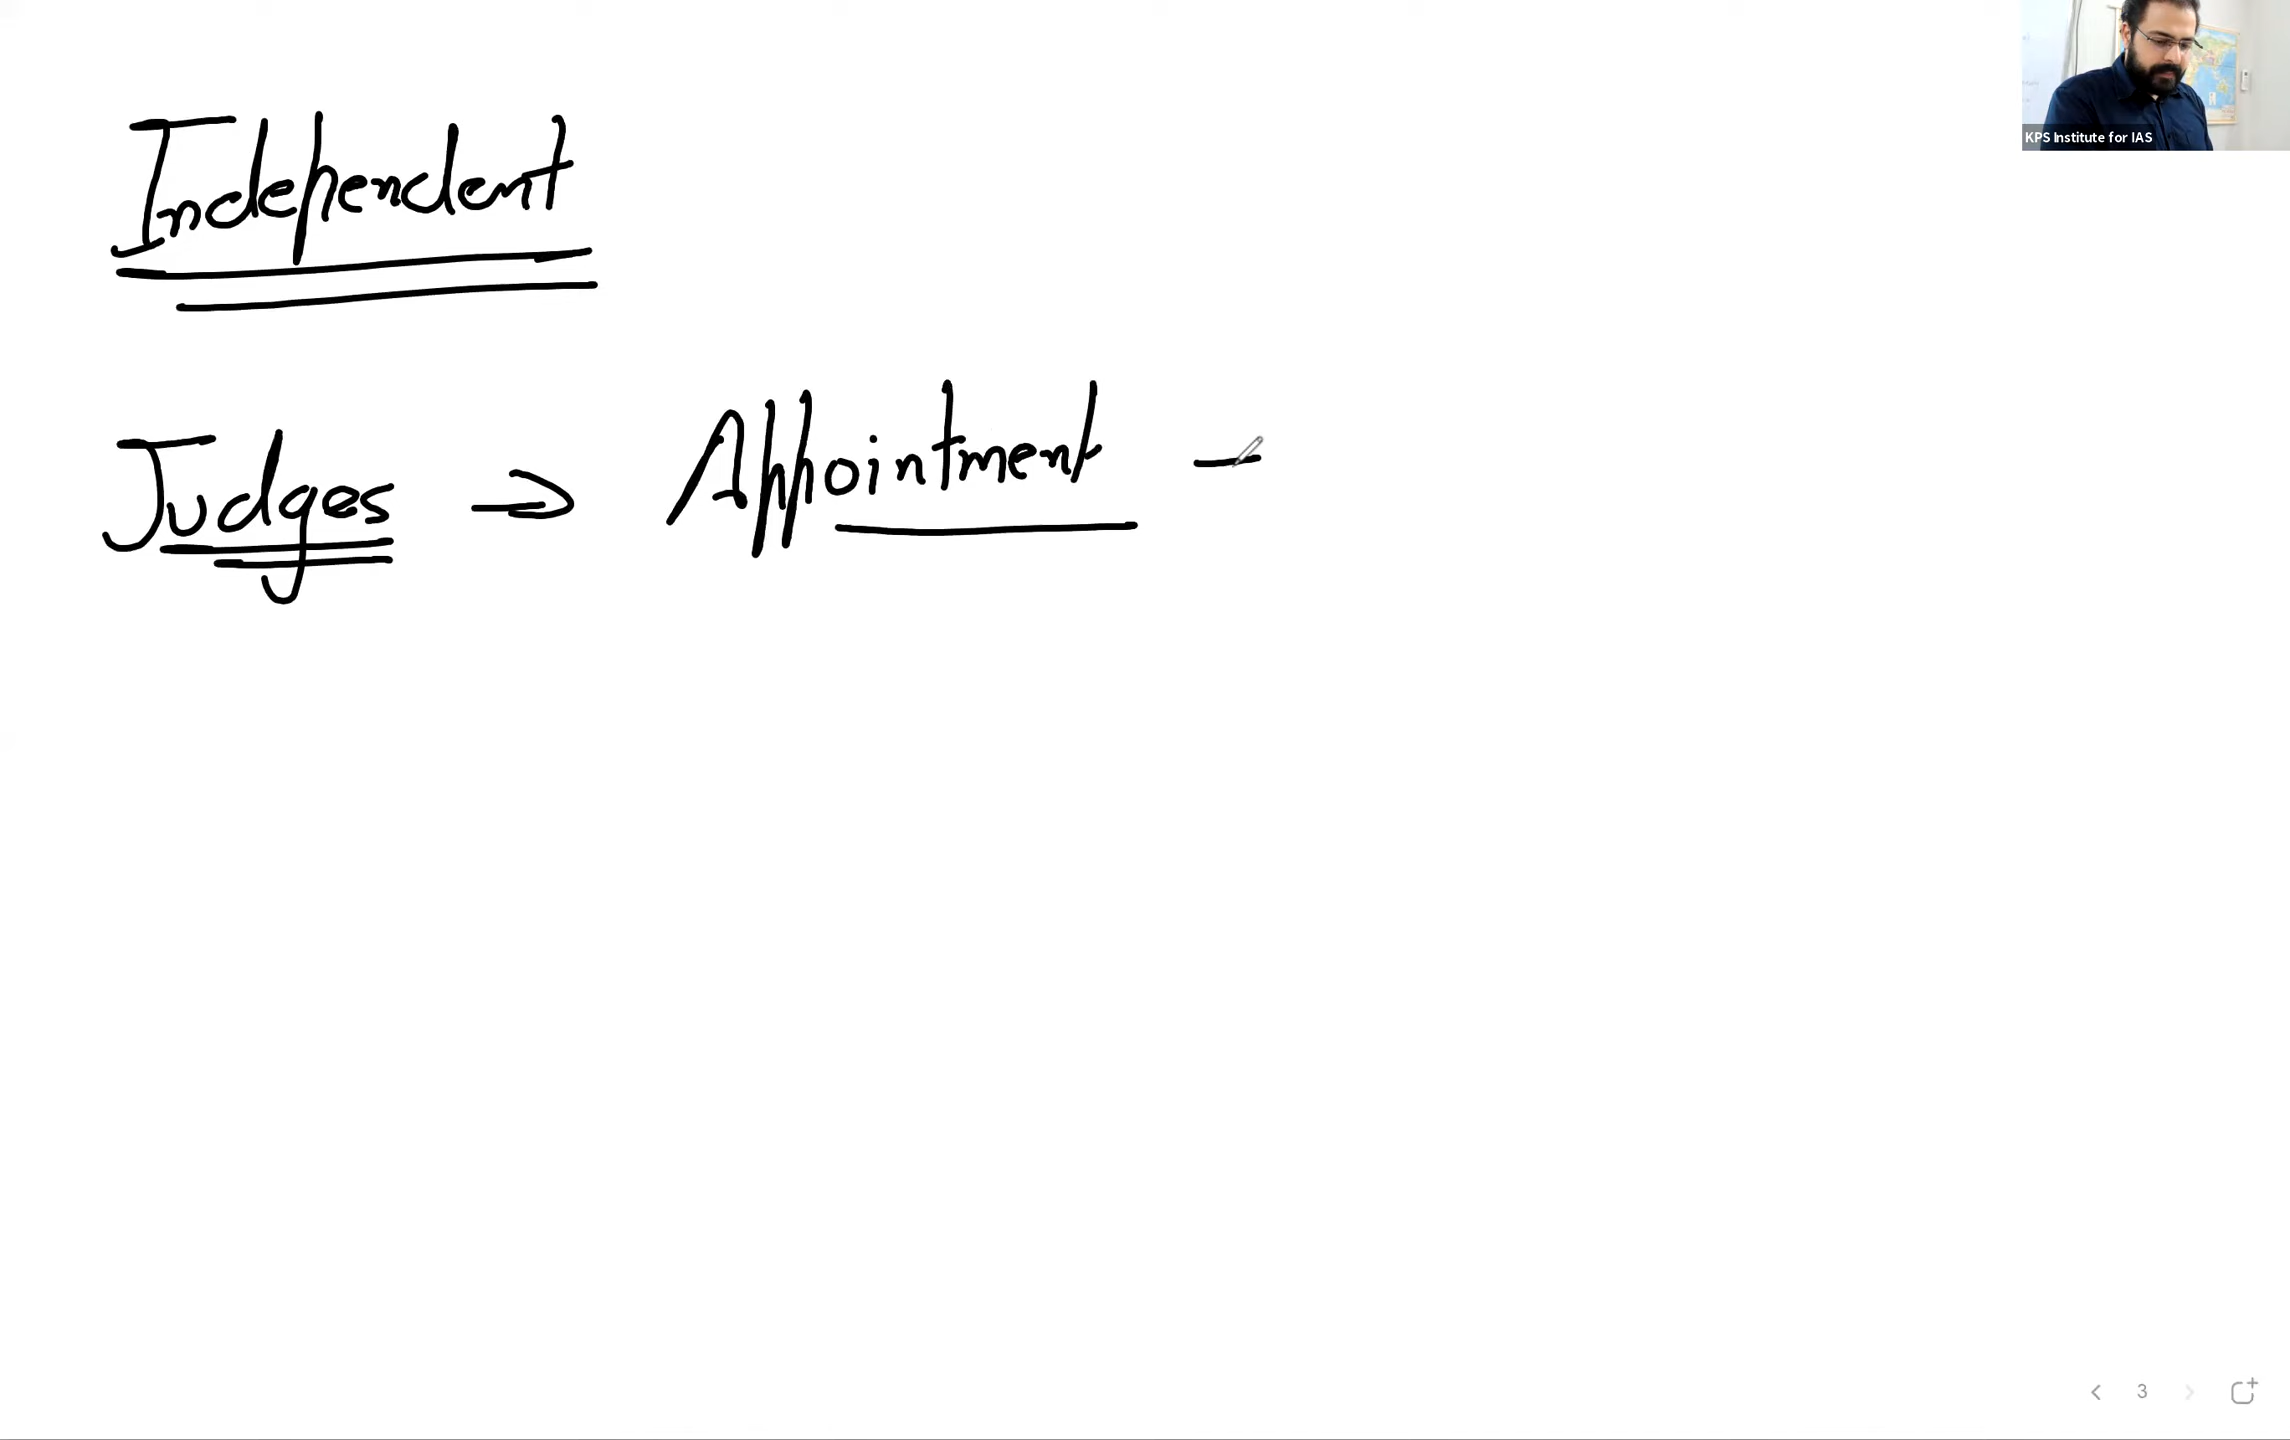 KPS Institute for IAS
Independent
Judges → Appointment –
3